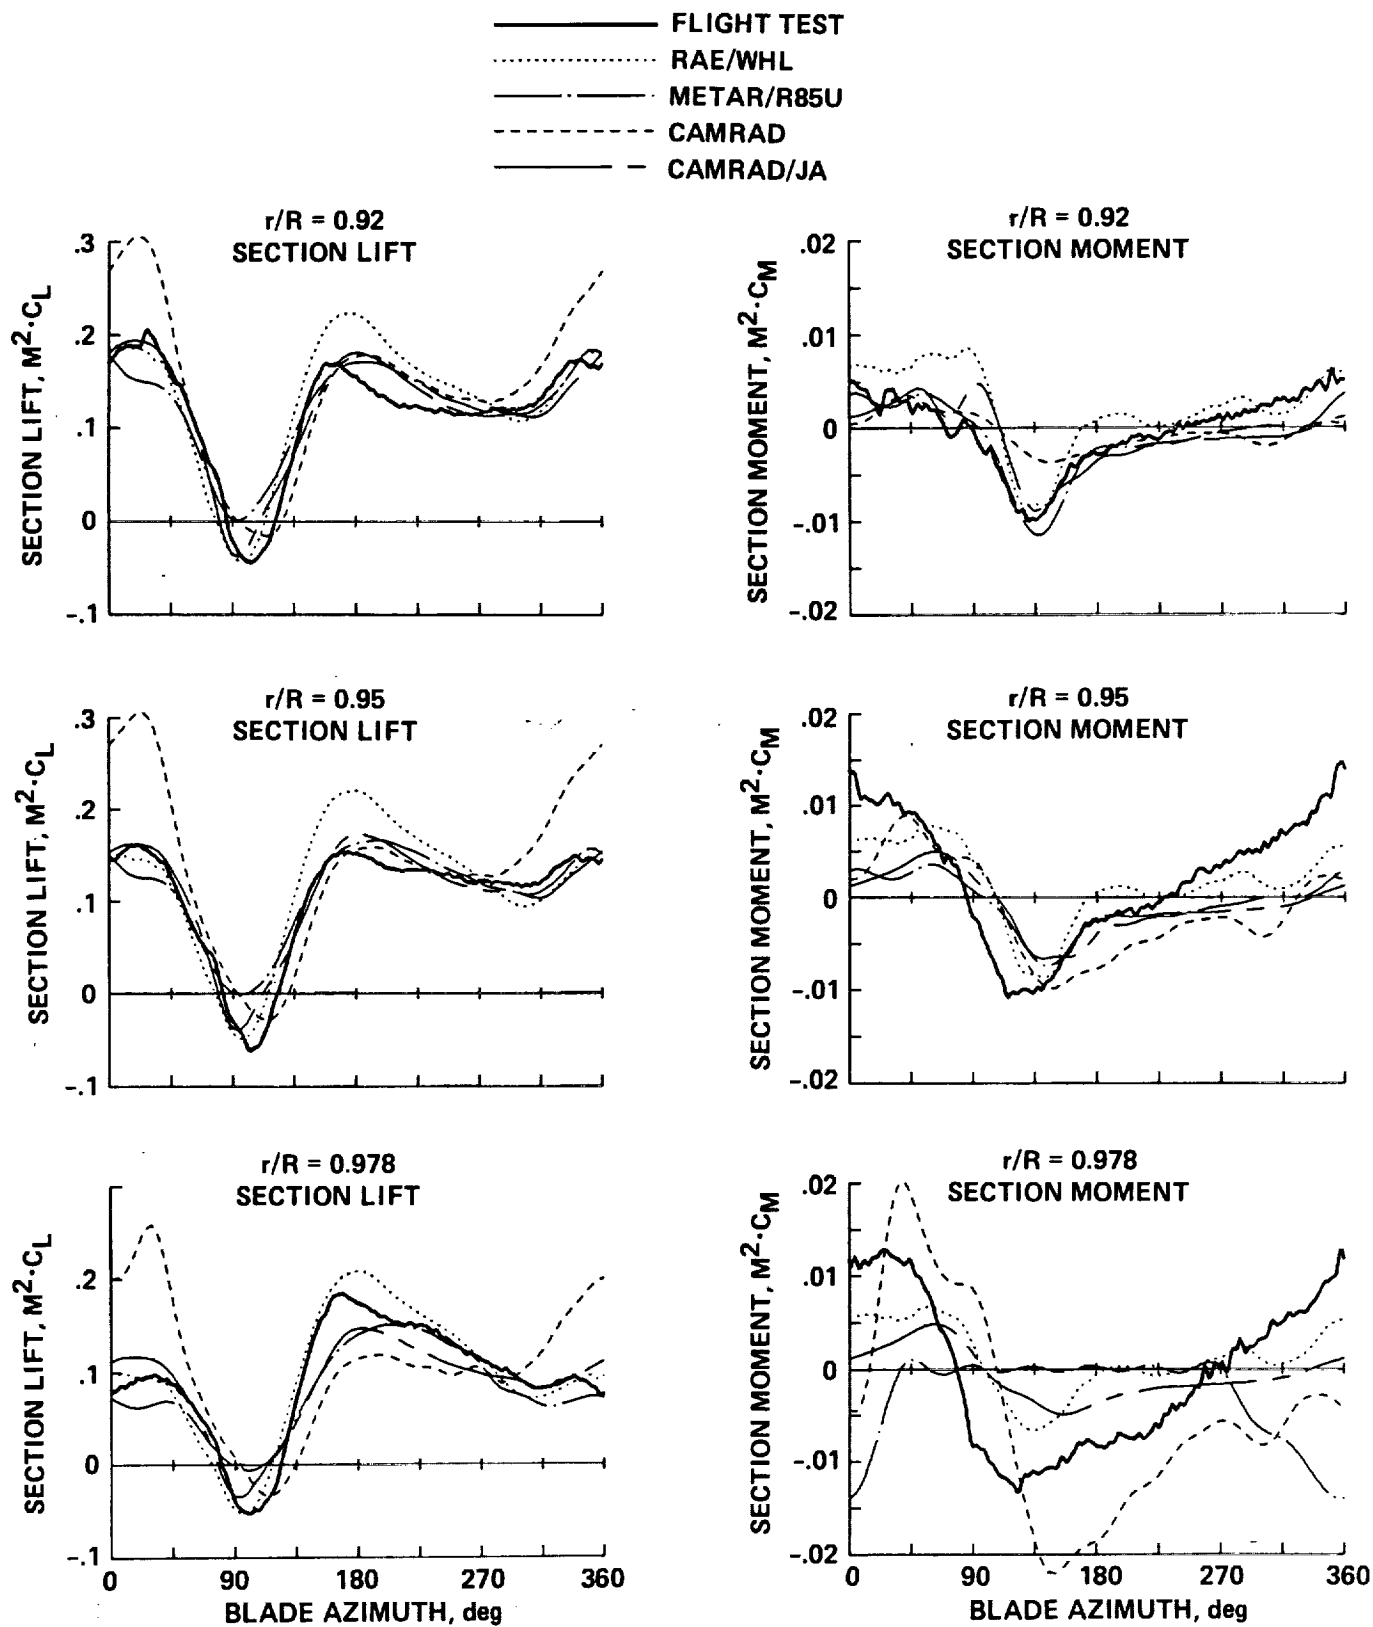 FLIGHT TEST
RAE/WHL
METAR/R85U
CAMRAD
CAMRAD/JA
r/R = 0.92
SECTION LIFT
.3
.2
.1
0
-.1
SECTION LIFT, M²·C_L
r/R = 0.92
SECTION MOMENT
.02
.01
0
-.01
-.02
SECTION MOMENT, M²·C_M
r/R = 0.95
SECTION LIFT
.3
.2
.1
0
-.1
SECTION LIFT, M²·C_L
r/R = 0.95
SECTION MOMENT
.02
.01
0
-.01
-.02
SECTION MOMENT, M²·C_M
r/R = 0.978
SECTION LIFT
.2
.1
0
-.1
SECTION LIFT, M²·C_L
0 90 180 270 360
BLADE AZIMUTH, deg
r/R = 0.978
SECTION MOMENT
.02
.01
0
-.01
-.02
SECTION MOMENT, M²·C_M
0 90 180 270 360
BLADE AZIMUTH, deg